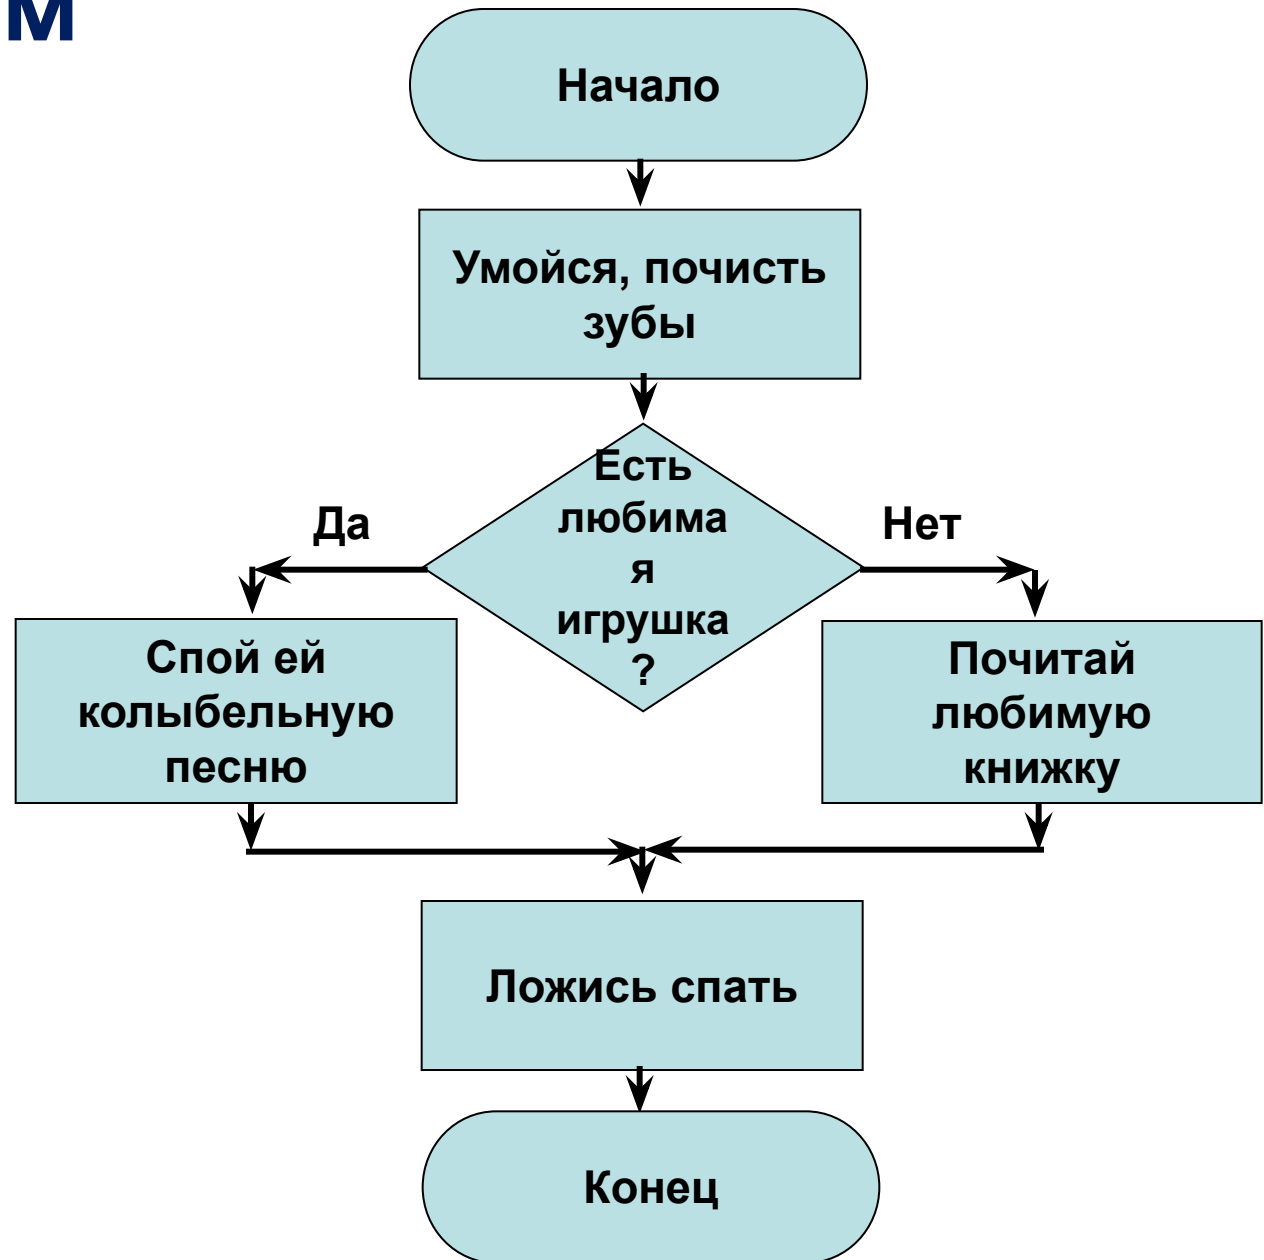 м
Начало
Умойся, почисть
зубы
Есть
любима
я
игрушка
?
Да
Нет
Спой ей
колыбельную
песню
Почитай
любимую
книжку
Ложись спать
Конец